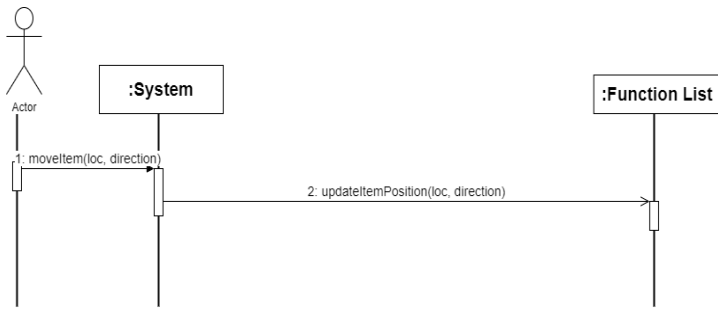 Actor
:System
:Function List
1: moveItem(loc, direction)
2: updateItemPosition(loc, direction)